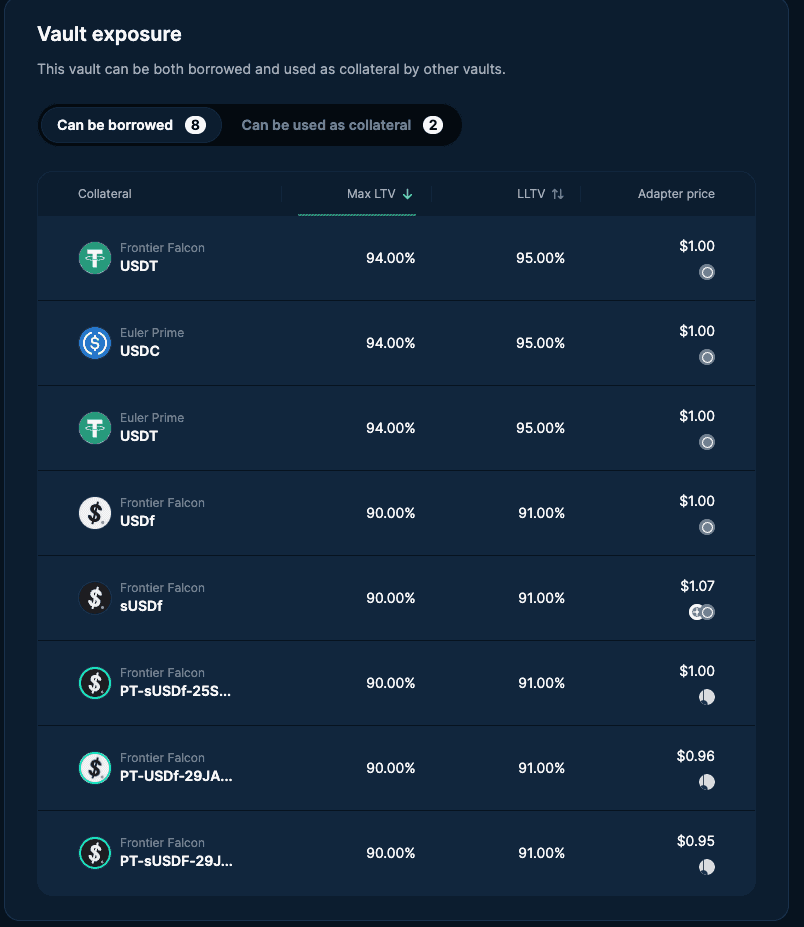 Vault exposure
This vault can be both borrowed and used as collateral by other vaults.
Can be borrowed 8 Can be used as collateral 2
Collateral Max LTV LLTV Adapter price
Frontier Falcon
USDT 94.00% 95.00% $1.00
Euler Prime
USDC 94.00% 95.00% $1.00
Euler Prime
USDT 94.00% 95.00% $1.00
Frontier Falcon
USDf 90.00% 91.00% $1.00
Frontier Falcon
sUSDf 90.00% 91.00% $1.07
Frontier Falcon
PT-sUSDf-25S... 90.00% 91.00% $1.00
Frontier Falcon
PT-USDf-29JA... 90.00% 91.00% $0.96
Frontier Falcon
PT-sUSDF-29J... 90.00% 91.00% $0.95